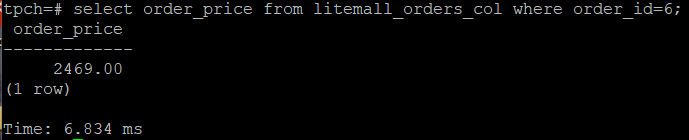 tpch=# select order_price from litemall_orders_col where order_id=6;
 order_price
-------------
     2469.00
(1 row)

Time: 6.834 ms